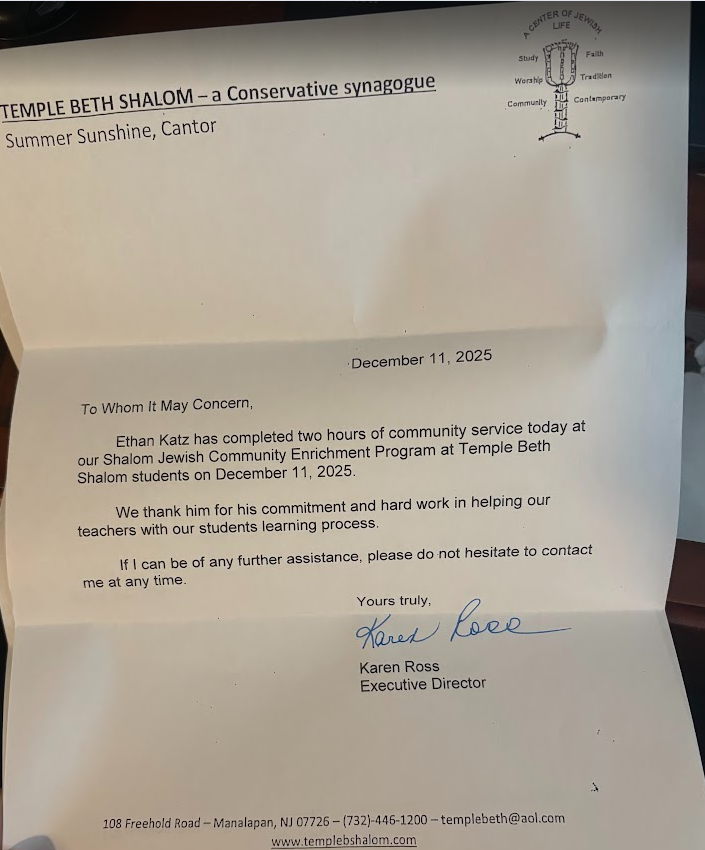 A CENTER OF JEWISH
LIFE
Study
Faith
Worship
Tradition
Community
Contemporary
TEMPLE BETH SHALOM – a Conservative synagogue
Summer Sunshine, Cantor
December 11, 2025
To Whom It May Concern,
Ethan Katz has completed two hours of community service today at
our Shalom Jewish Community Enrichment Program at Temple Beth
Shalom students on December 11, 2025.
We thank him for his commitment and hard work in helping our
teachers with our students learning process.
If I can be of any further assistance, please do not hesitate to contact
me at any time.
Yours truly,
Karen Ross
Karen Ross
Executive Director
108 Freehold Road – Manalapan, NJ 07726 – (732)-446-1200 – templebeth@aol.com
www.templebshalom.com